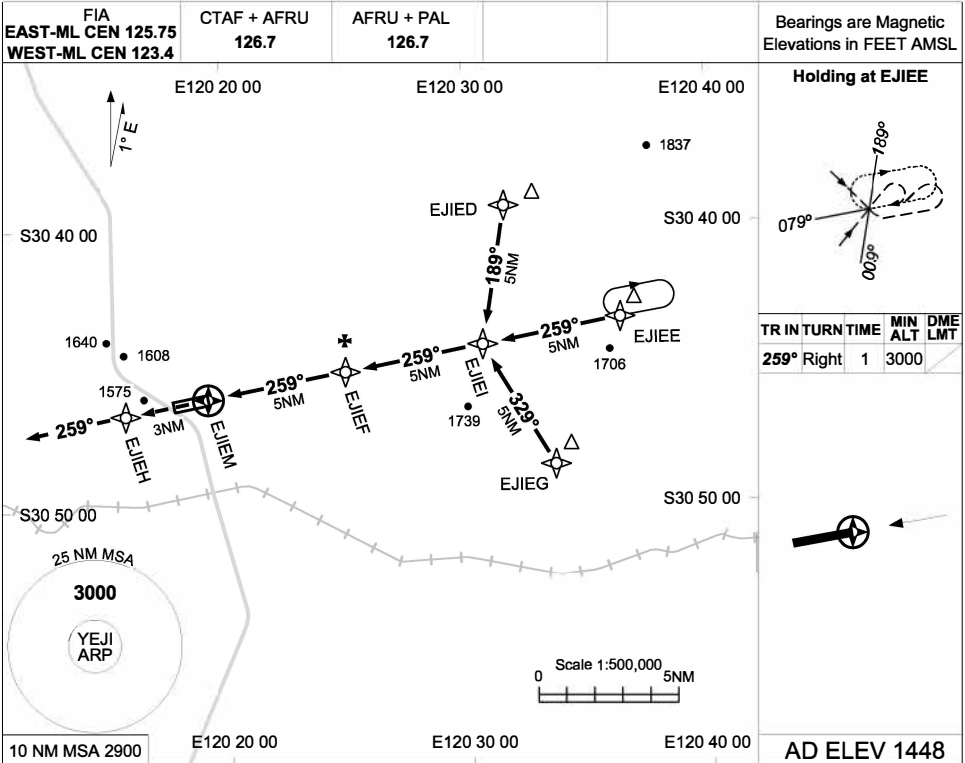 FIA
EAST-ML CEN 125.75
WEST-ML CEN 123.4
CTAF + AFRU
126.7
AFRU + PAL
126.7
Bearings are Magnetic
Elevations in FEET AMSL
E120 20 00
E120 30 00
E120 40 00
Holding at EJIEE
1° E
1837
189°
079°
009°
EJIED
S30 40 00
S30 40 00
189°
5NM
259°
5NM
EJIEE
TR IN TURN TIME MIN ALT DME LMT
259° Right 1 3000
1640
1608
1706
259°
5NM
EJIEI
259°
5NM
EJIEF
1575
1739
329°
5NM
259°
3NM
EJIEH
EJIEM
EJIEG
S30 50 00
S30 50 00
25 NM MSA
3000
YEJI
ARP
Scale 1:500,000
0
5NM
10 NM MSA 2900
E120 20 00
E120 30 00
E120 40 00
AD ELEV 1448